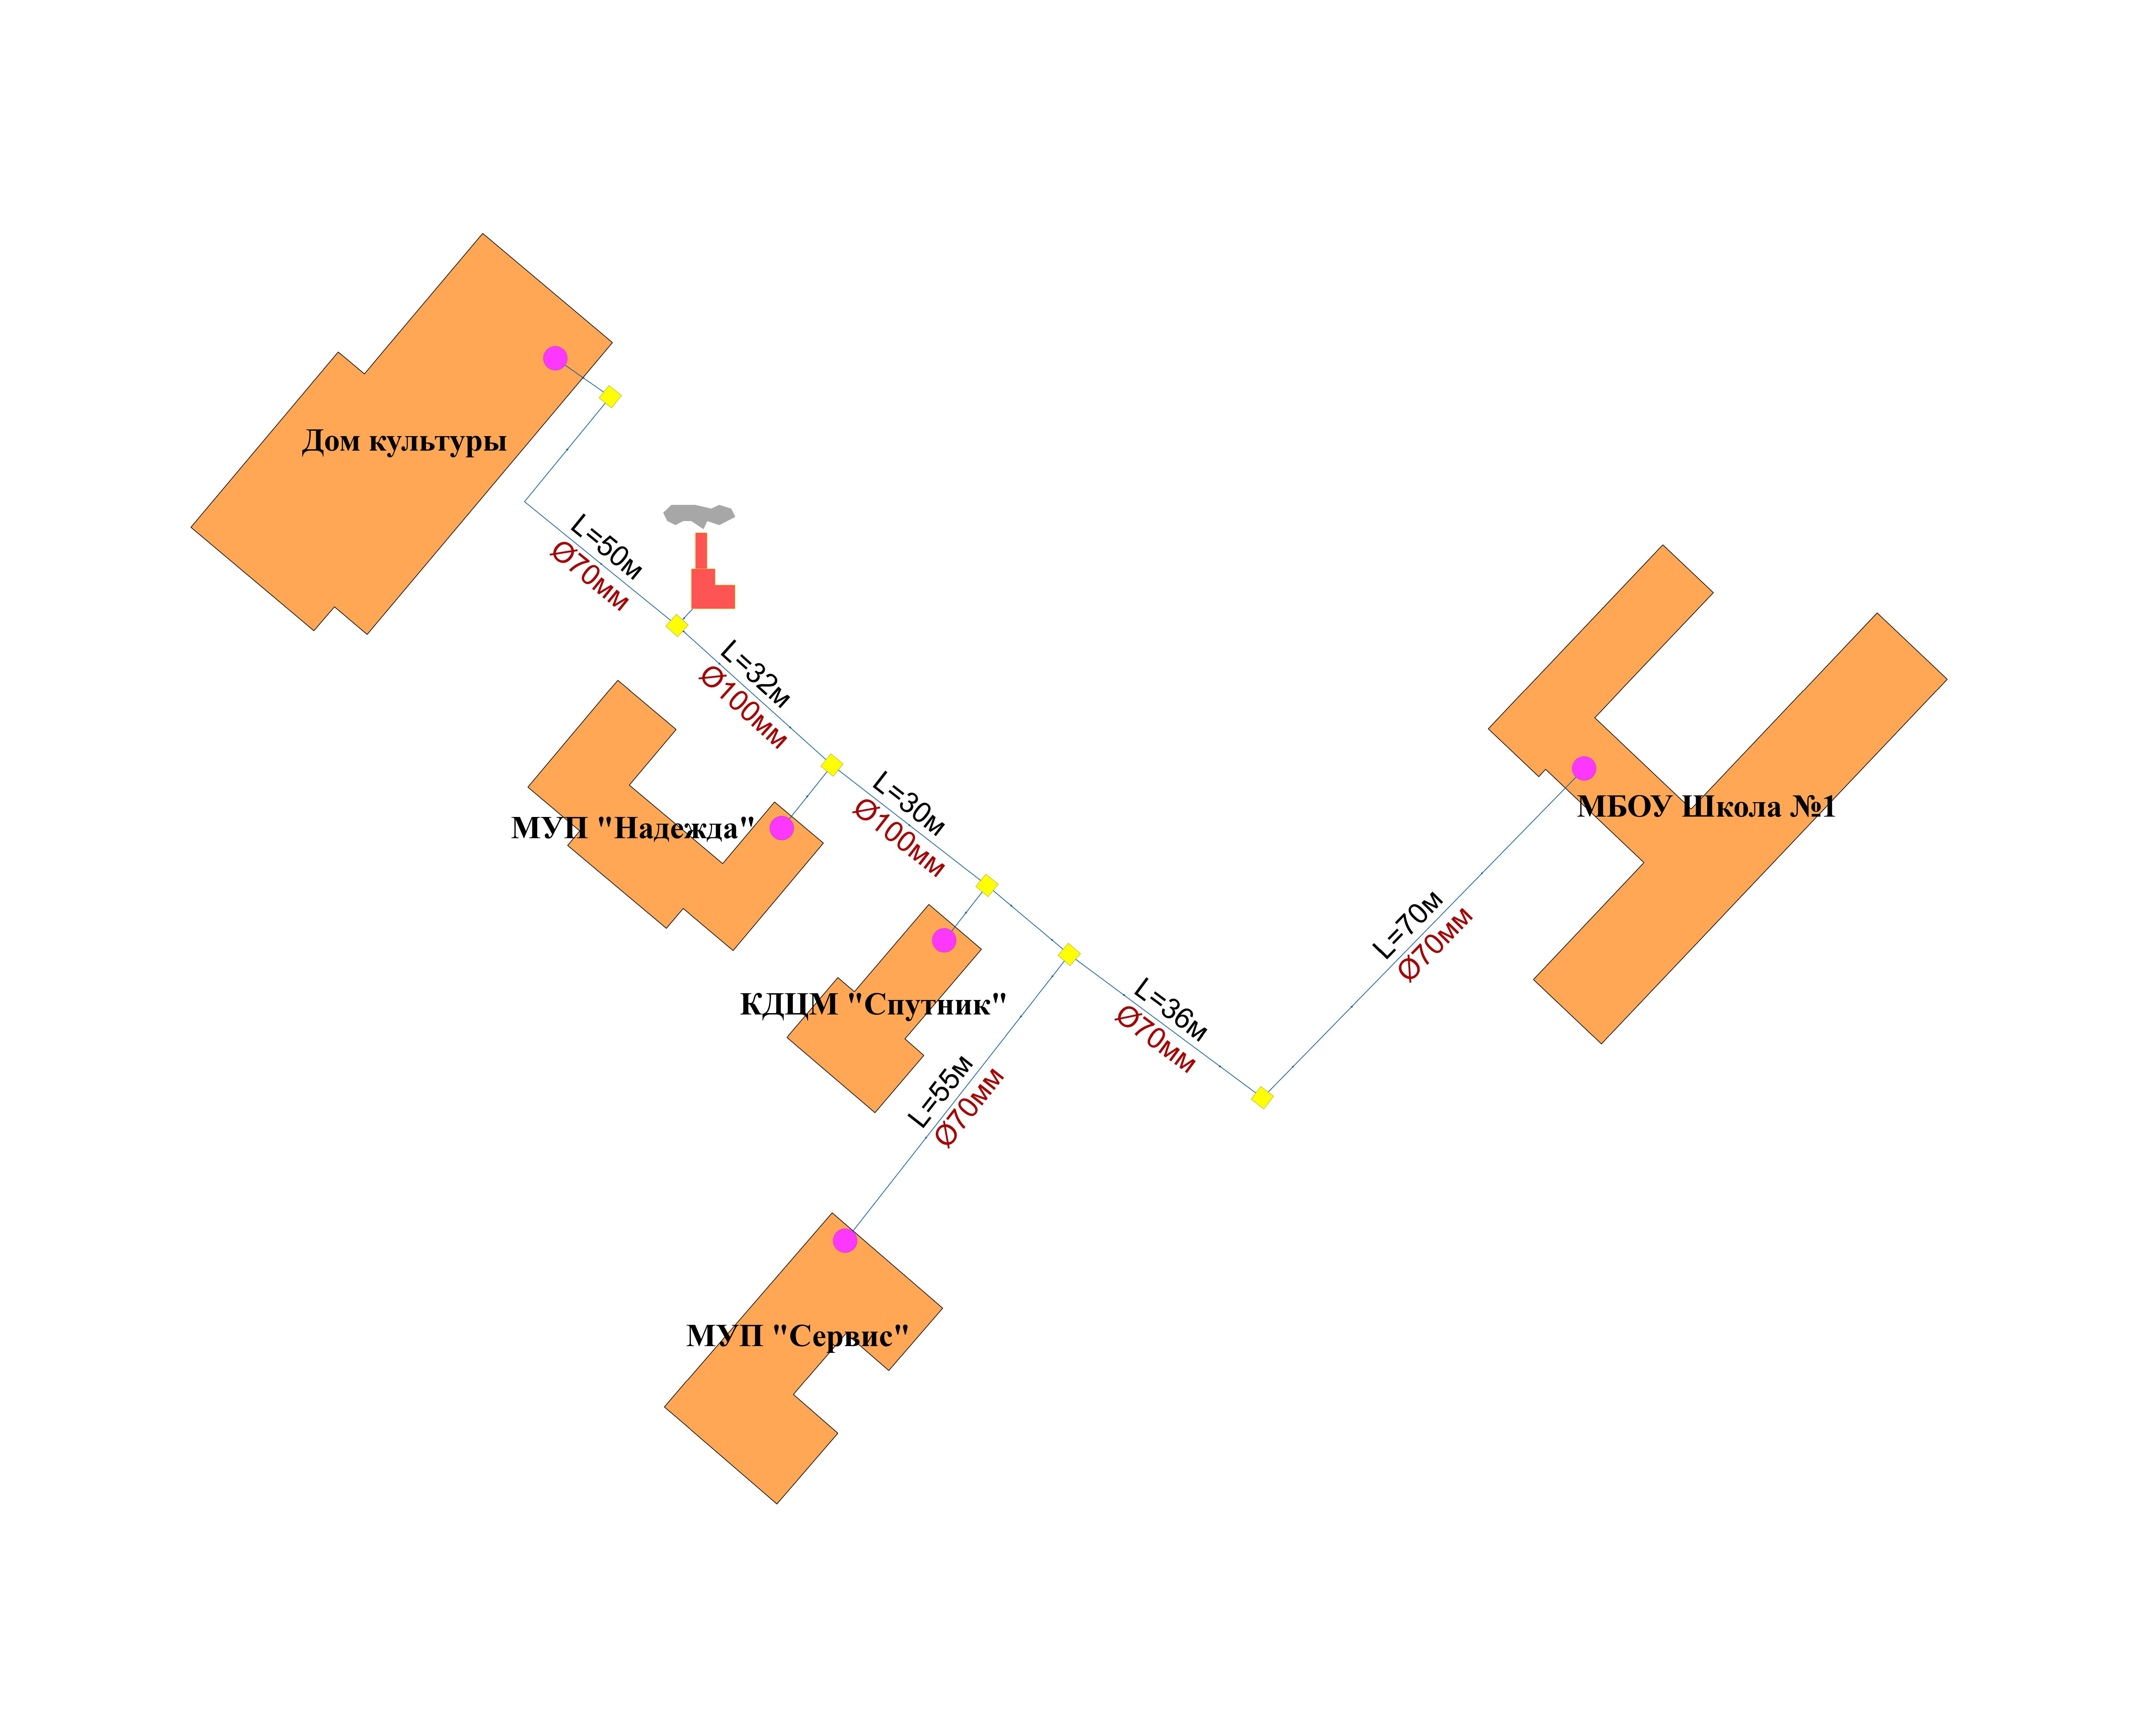 Дом культуры
L=50м
Ø70мм
L=32м
Ø100мм
L=30м
Ø100мм
МУП "Надежда"
МБОУ Школа №1
L=70м
Ø70мм
КДЦМ "Спутник"
L=36м
Ø70мм
L=55м
Ø70мм
МУП "Сервис"